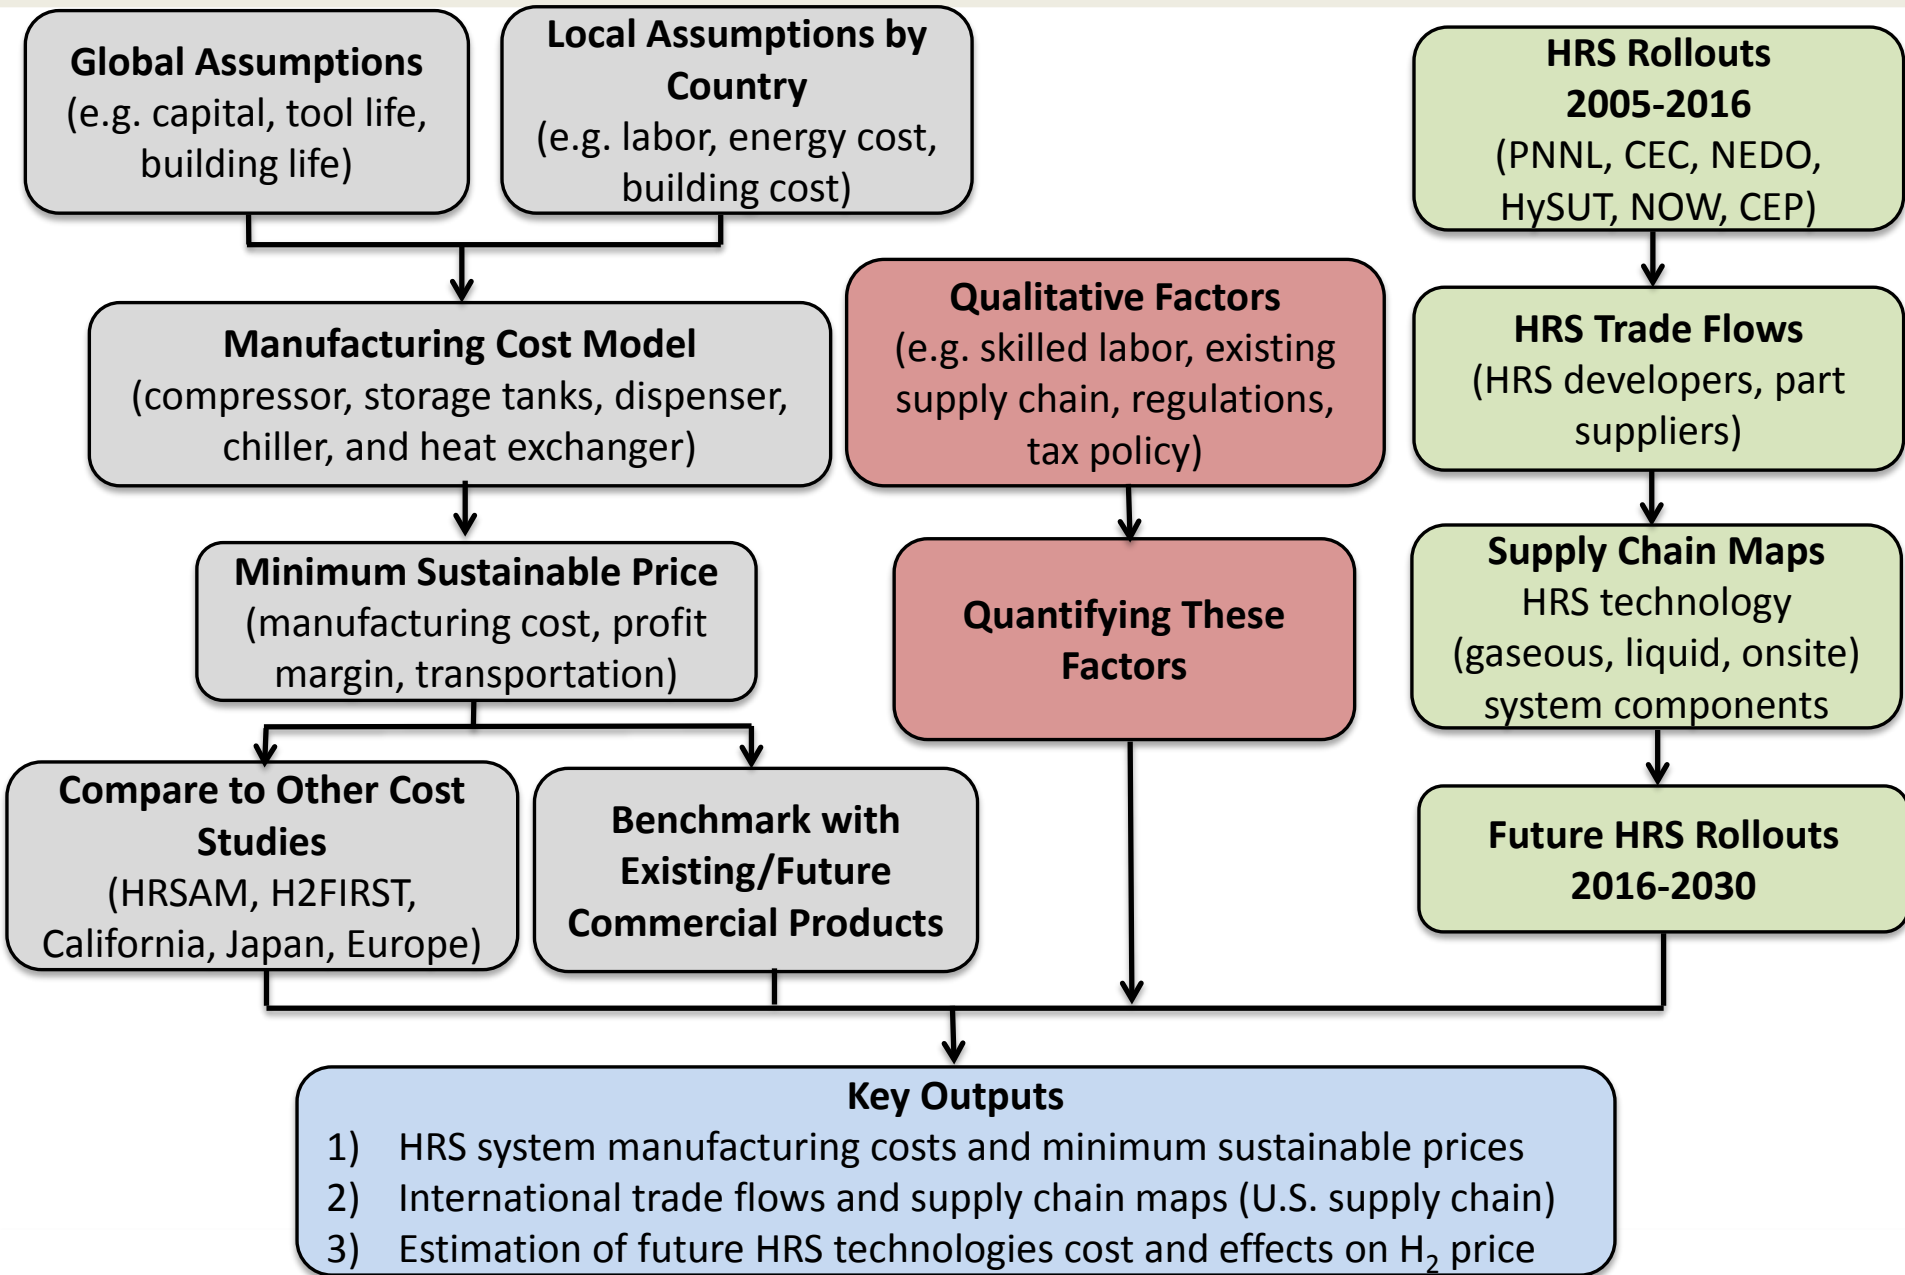 Global Assumptions
(e.g. capital, tool life,
building life)
Local Assumptions by
Country
(e.g. labor, energy cost,
building cost)
HRS Rollouts
2005-2016
(PNNL, CEC, NEDO,
HySUT, NOW, CEP)
Manufacturing Cost Model
(compressor, storage tanks, dispenser,
chiller, and heat exchanger)
Qualitative Factors
(e.g. skilled labor, existing
supply chain, regulations,
tax policy)
HRS Trade Flows
(HRS developers, part
suppliers)
Minimum Sustainable Price
(manufacturing cost, profit
margin, transportation)
Quantifying These
Factors
Supply Chain Maps
HRS technology
(gaseous, liquid, onsite)
system components
Compare to Other Cost
Studies
(HRSAM, H2FIRST,
California, Japan, Europe)
Benchmark with
Existing/Future
Commercial Products
Future HRS Rollouts
2016-2030
Key Outputs
1) HRS system manufacturing costs and minimum sustainable prices
2) International trade flows and supply chain maps (U.S. supply chain)
3) Estimation of future HRS technologies cost and effects on H₂ price